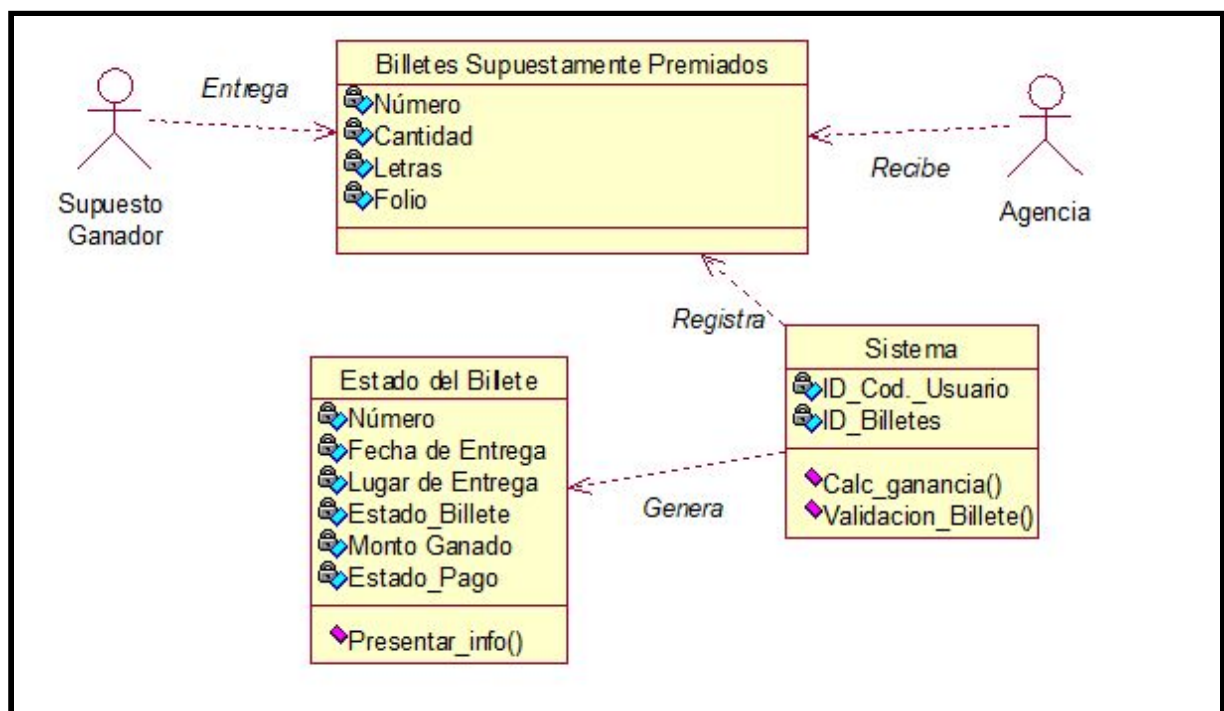 Billetes Supuestamente Premiados
Número
Cantidad
Letras
Folio
Entrega
Supuesto
Ganador
Recibe
Agencia
Registra
Sistema
ID_Cod._Usuario
ID_Billetes
Calc_ganancia()
Validacion_Billete()
Genera
Estado del Billete
Número
Fecha de Entrega
Lugar de Entrega
Estado_Billete
Monto Ganado
Estado_Pago
Presentar_info()